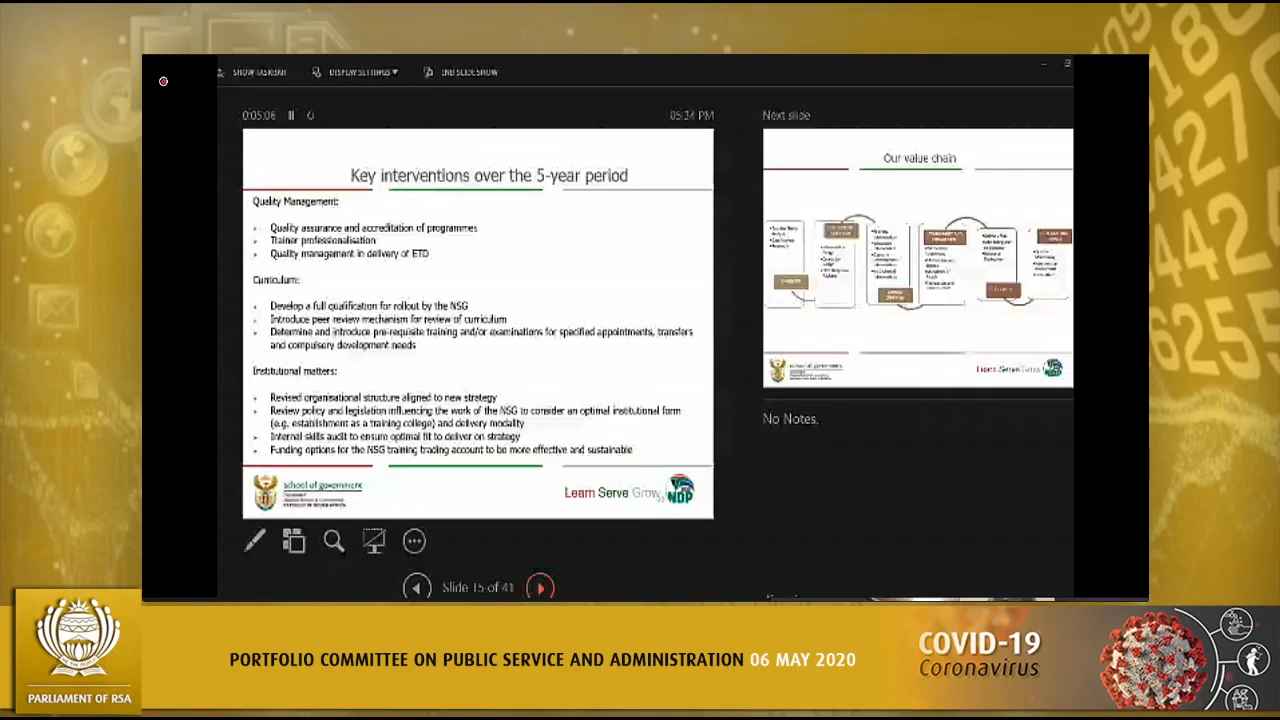 SHOW TASKBAR
DISPLAY SETTINGS
END SLIDE SHOW
0:05:06
05:34 PM
Next slide
Key interventions over the 5-year period
Quality Management:
Quality assurance and accreditation of programmes
Trainer professionalisation
Quality management in delivery of ETD
Curriculum:
Develop a full qualification for rollout by the NSG
Introduce peer review mechanism for review of curriculum
Determine and introduce pre-requisite training and/or examinations for specified appointments, transfers
and compulsory development needs
Institutional matters:
Revised organisational structure aligned to new strategy
Review policy and legislation influencing the work of the NSG to consider an optimal institutional form
(e.g. establishment as a training college) and delivery modality
Internal skills audit to ensure optimal fit to deliver on strategy
Funding options for the NSG training trading account to be more effective and sustainable
school of government
Learn Serve Grow
NDP
Our value chain
school of government
Learn Serve Grow
No Notes.
Slide 15 of 41
PARLIAMENT OF RSA
PORTFOLIO COMMITTEE ON PUBLIC SERVICE AND ADMINISTRATION 06 MAY 2020
COVID-19
Coronavirus